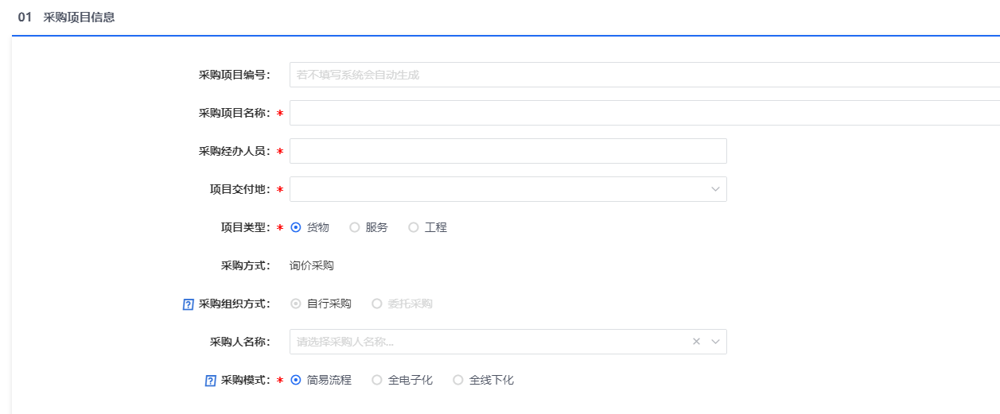 01 采购项目信息
采购项目编号： 若不填写系统会自动生成
采购项目名称：*
采购经办人员：*
项目交付地：*
项目类型：* 货物 服务 工程
采购方式： 询价采购
? 采购组织方式： 自行采购 委托采购
采购人名称： 请选择采购人名称...
? 采购模式：* 简易流程 全电子化 全线下化